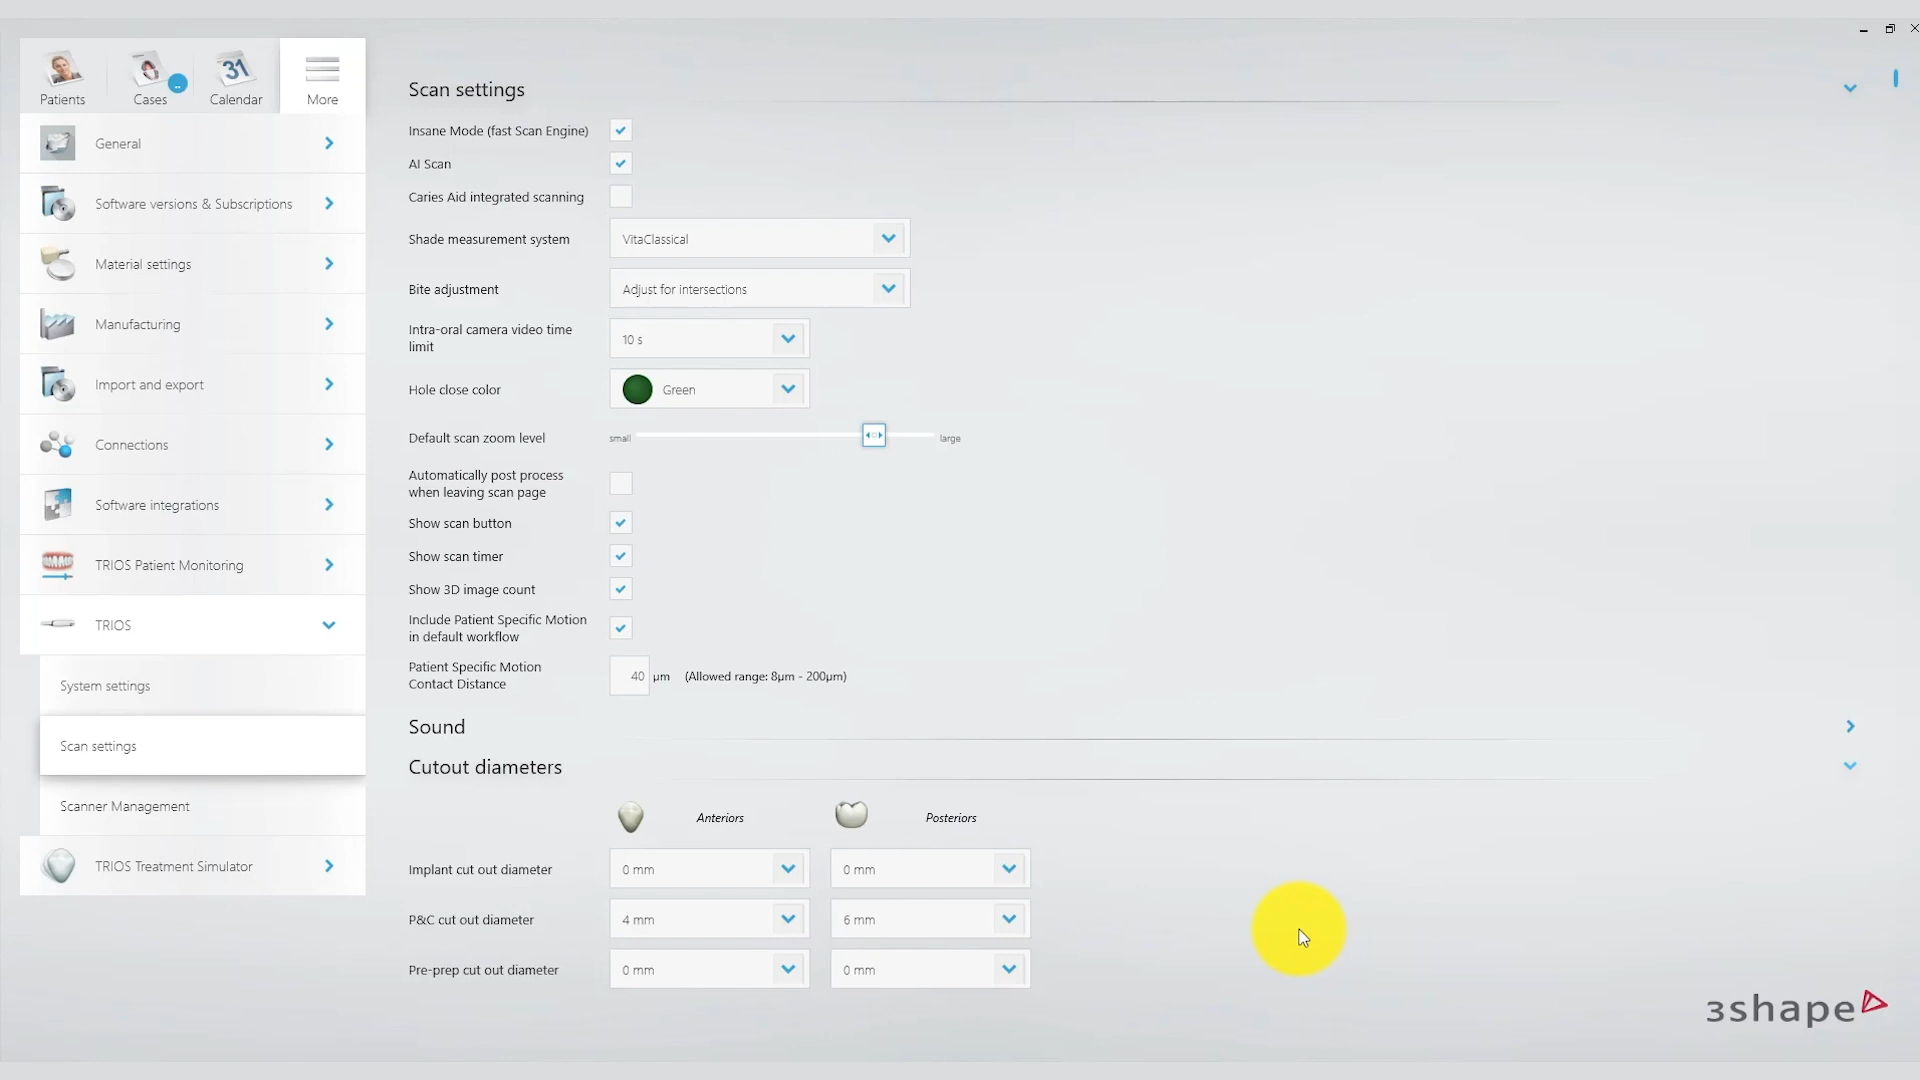 Patients
Cases
31
Calendar
More
General
Software versions & Subscriptions
Material settings
Manufacturing
Import and export
Connections
Software integrations
TRIOS Patient Monitoring
TRIOS
System settings
Scan settings
Scanner Management
TRIOS Treatment Simulator
Scan settings
Insane Mode (fast Scan Engine)
AI Scan
Caries Aid integrated scanning
Shade measurement system
VitaClassical
Bite adjustment
Adjust for intersections
Intra-oral camera video time
limit
10 s
Hole close color
Green
Default scan zoom level
small
large
Automatically post process
when leaving scan page
Show scan button
Show scan timer
Show 3D image count
Include Patient Specific Motion
in default workflow
Patient Specific Motion
Contact Distance
40 µm (Allowed range: 8µm - 200µm)
Sound
Cutout diameters
Anteriors
Posteriors
Implant cut out diameter
0 mm
0 mm
P&C cut out diameter
4 mm
6 mm
Pre-prep cut out diameter
0 mm
0 mm
3shape